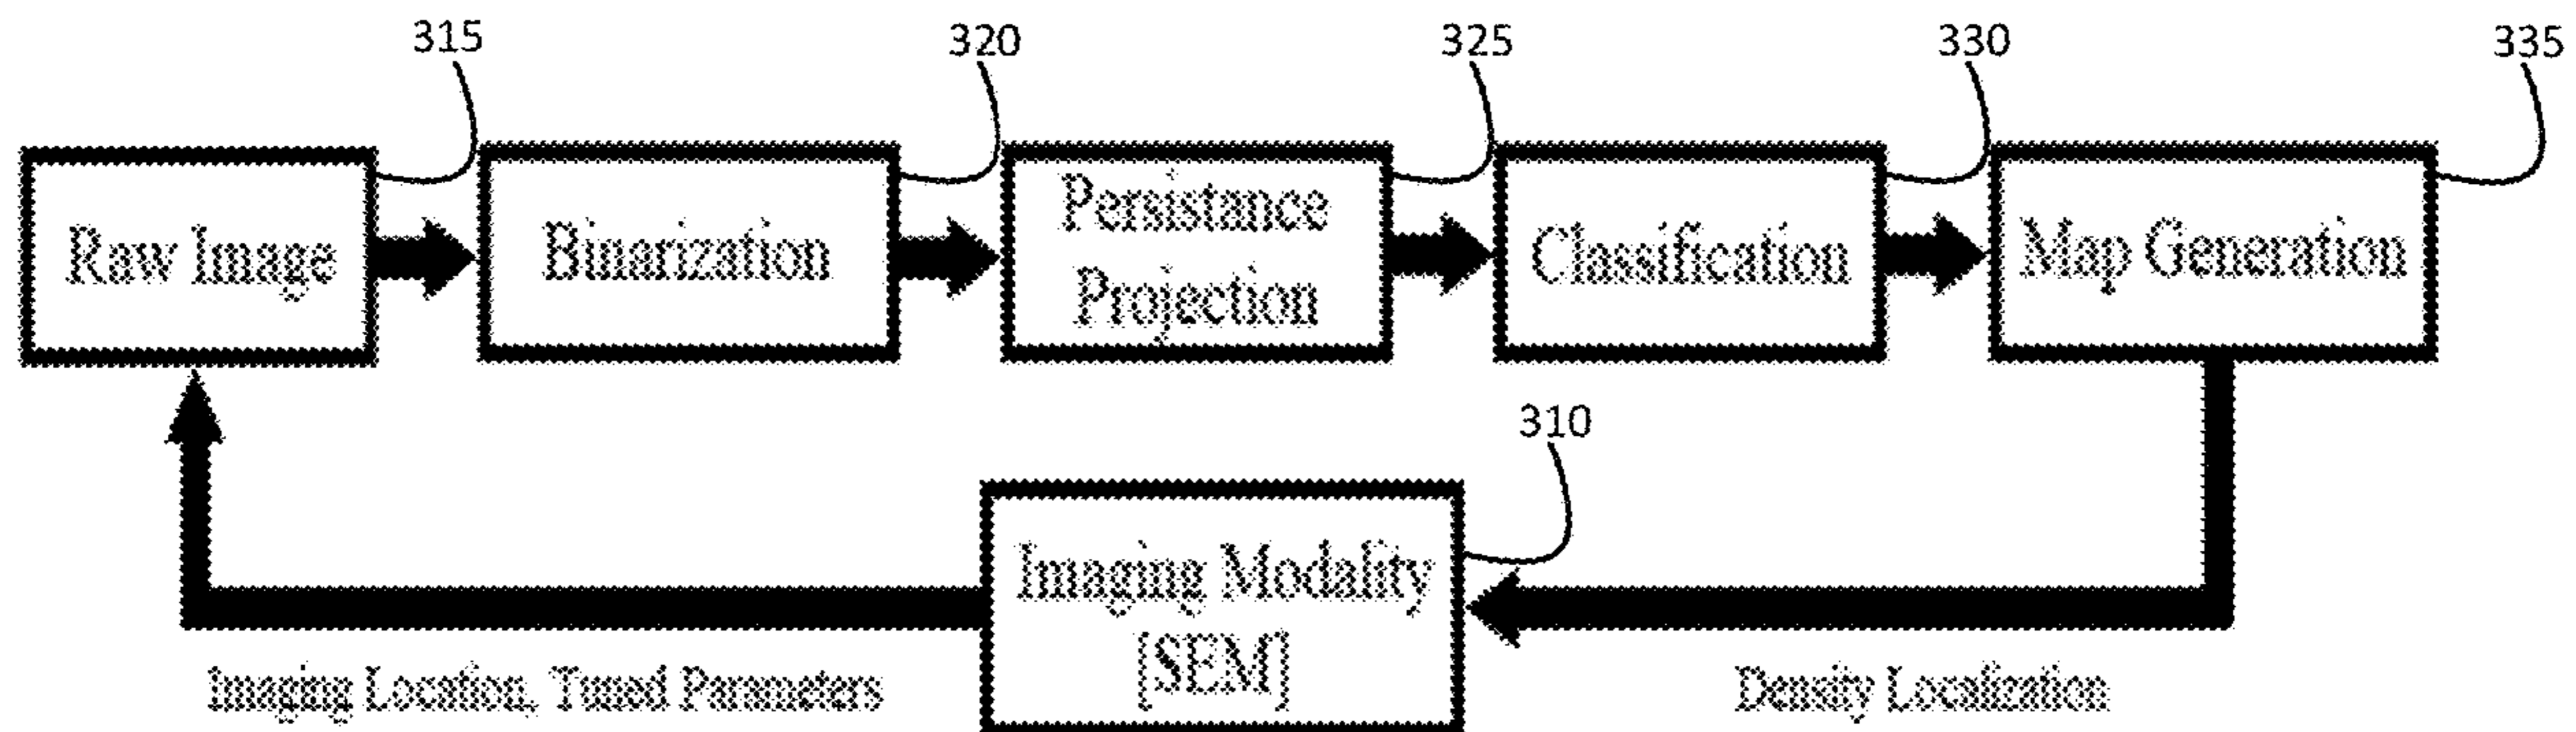 315
320
325
330
335
Raw Image
Binarization
Persistance
Projection
Classification
Map Generation
310
Imaging Modality
[SEM]
Imaging Location, Tuned Parameters
Density Localization